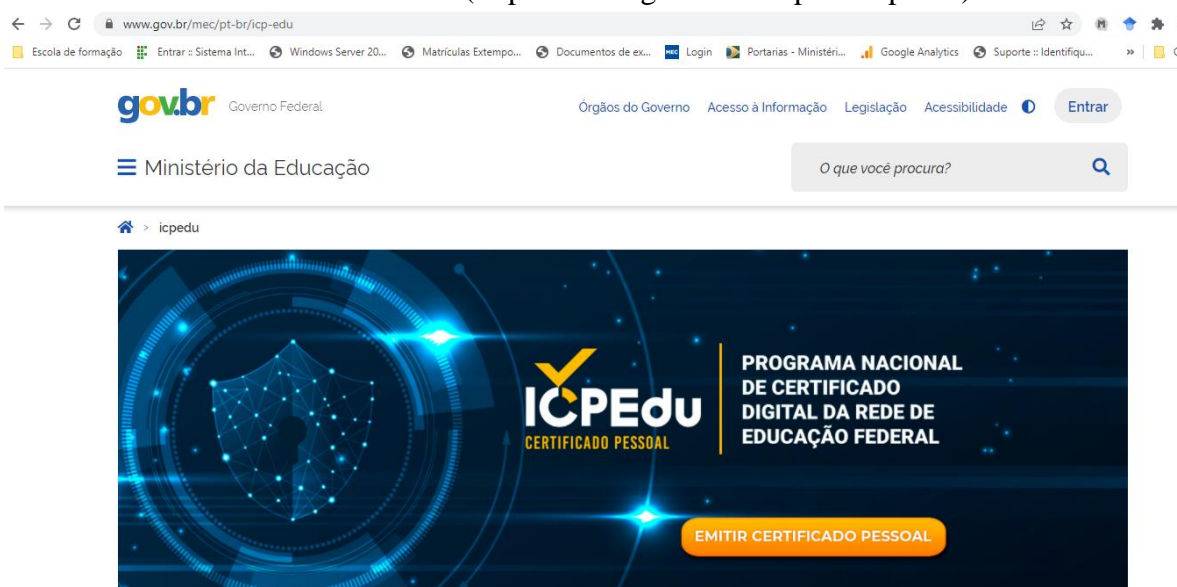 www.gov.br/mec/pt-br/icp-edu
Escola de formação Entrar :: Sistema Int... Windows Server 20... Matrículas Extempo... Documentos de ex... MEC Login Portarias - Ministéri... Google Analytics Suporte :: Identifiqu... »
gov.br Governo Federal Órgãos do Governo Acesso à Informação Legislação Acessibilidade Entrar
Ministério da Educação O que você procura?
> icpedu
ICPEdu
CERTIFICADO PESSOAL
PROGRAMA NACIONAL
DE CERTIFICADO
DIGITAL DA REDE DE
EDUCAÇÃO FEDERAL
EMITIR CERTIFICADO PESSOAL